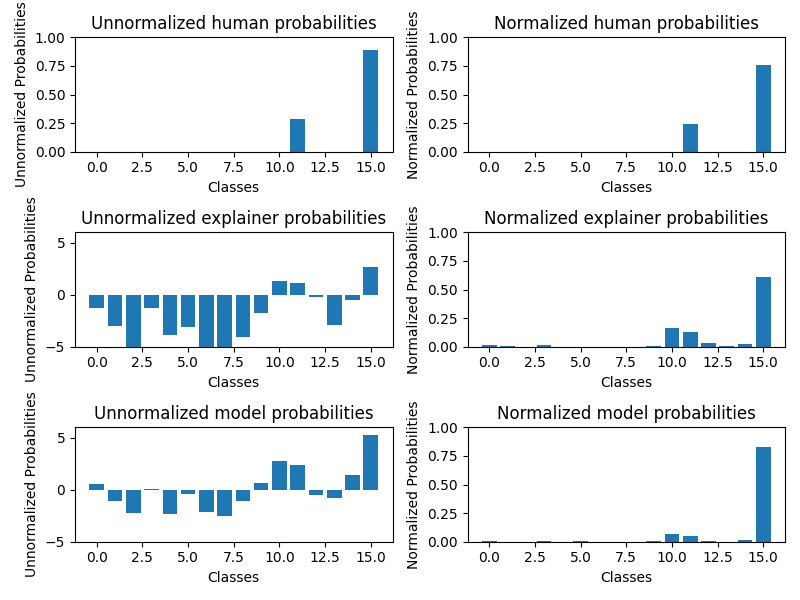 Unnormalized human probabilities
Unnormalized Probabilities
1.00
0.75
0.50
0.25
0.00
0.0 2.5 5.0 7.5 10.0 12.5 15.0
Classes
Normalized human probabilities
Normalized Probabilities
1.00
0.75
0.50
0.25
0.00
0.0 2.5 5.0 7.5 10.0 12.5 15.0
Classes
Unnormalized explainer probabilities
Unnormalized Probabilities
5
0
−5
0.0 2.5 5.0 7.5 10.0 12.5 15.0
Classes
Normalized explainer probabilities
Normalized Probabilities
1.00
0.75
0.50
0.25
0.00
0.0 2.5 5.0 7.5 10.0 12.5 15.0
Classes
Unnormalized model probabilities
Unnormalized Probabilities
5
0
−5
0.0 2.5 5.0 7.5 10.0 12.5 15.0
Classes
Normalized model probabilities
Normalized Probabilities
1.00
0.75
0.50
0.25
0.00
0.0 2.5 5.0 7.5 10.0 12.5 15.0
Classes